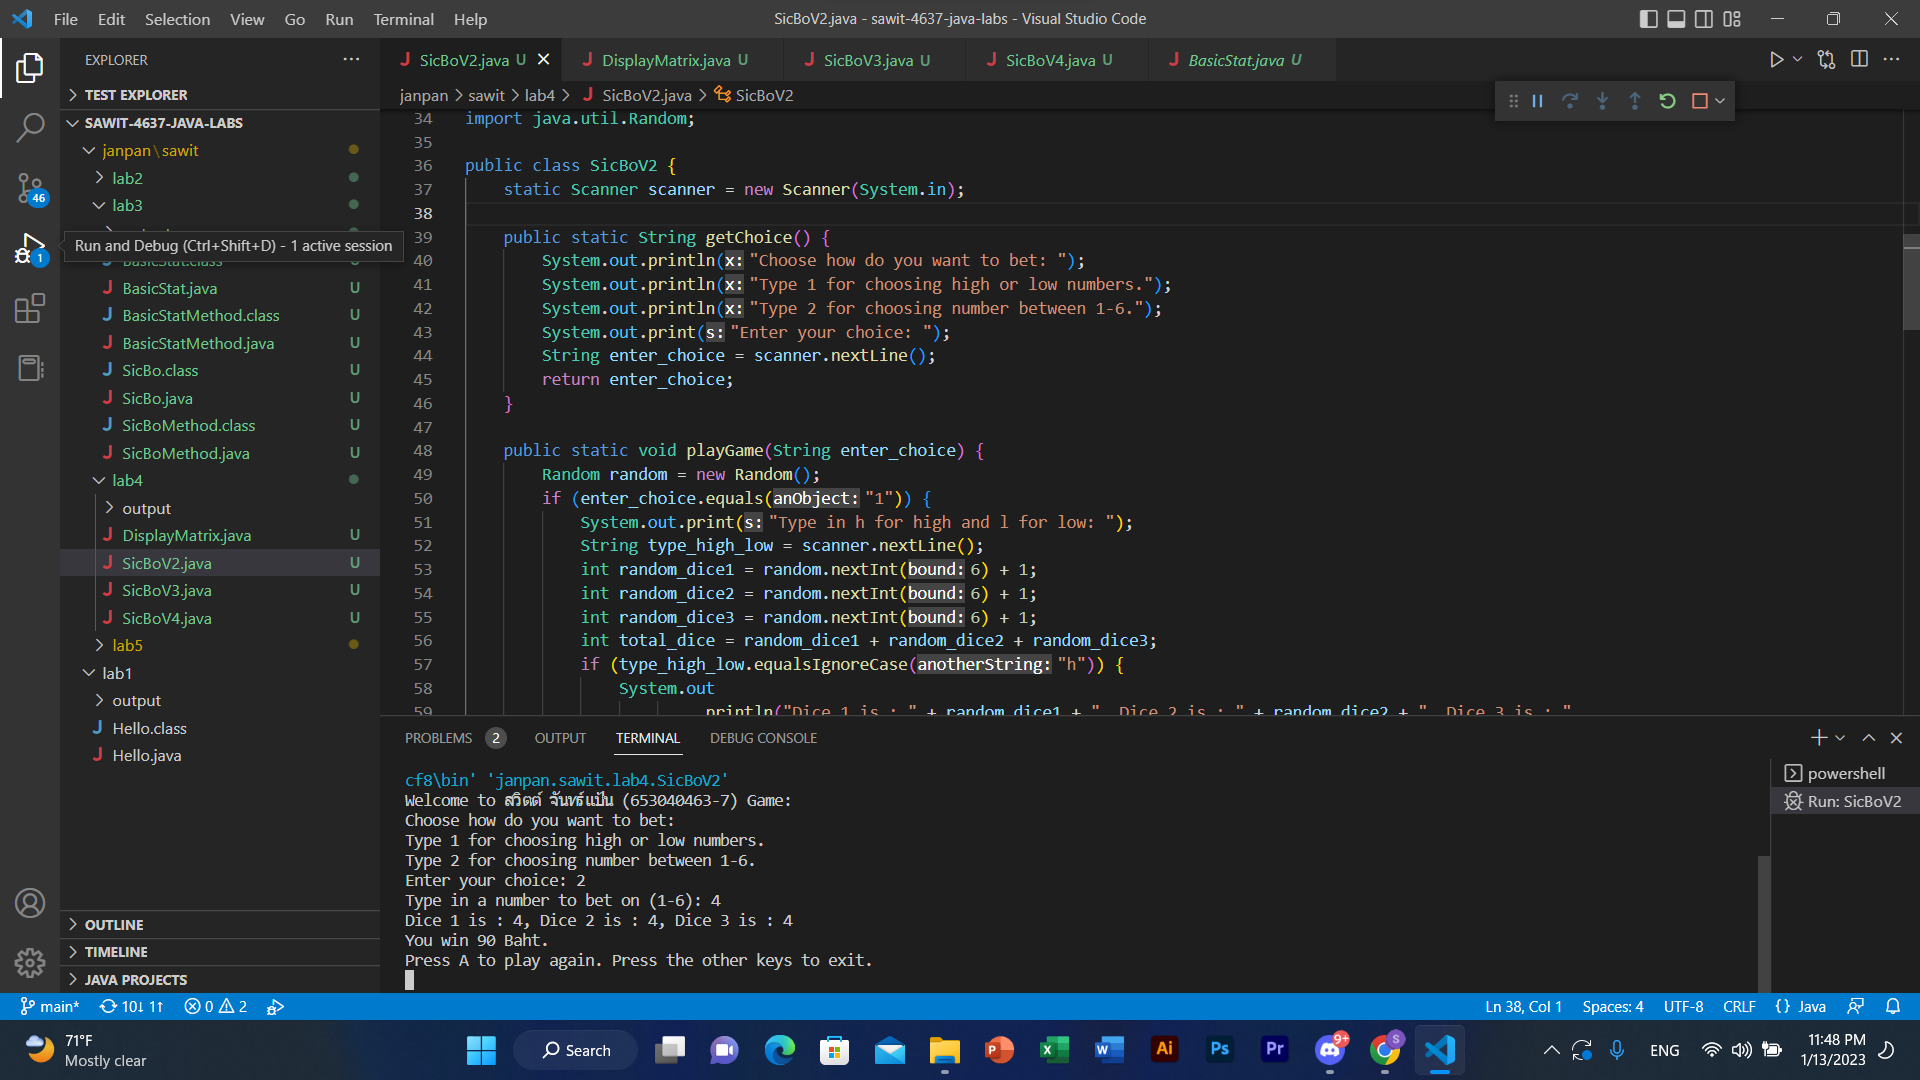 File Edit Selection View Go Run Terminal Help
SicBoV2.java - sawit-4637-java-labs - Visual Studio Code
EXPLORER
TEST EXPLORER
SAWIT-4637-JAVA-LABS
janpan\sawit
lab2
lab3
46
Run and Debug (Ctrl+Shift+D) - 1 active session
1
BasicStat.class
BasicStat.java U
BasicStatMethod.class U
BasicStatMethod.java U
SicBo.class U
SicBo.java U
SicBoMethod.class U
SicBoMethod.java U
lab4
output
DisplayMatrix.java U
SicBoV2.java U
SicBoV3.java U
SicBoV4.java U
lab5
lab1
output
Hello.class
Hello.java
OUTLINE
TIMELINE
JAVA PROJECTS
SicBoV2.java U DisplayMatrix.java U SicBoV3.java U SicBoV4.java U BasicStat.java U
janpan > sawit > lab4 > SicBoV2.java > SicBoV2
34 import java.util.Random;
35
36 public class SicBoV2 {
37 static Scanner scanner = new Scanner(System.in);
38
39 public static String getChoice() {
40 System.out.println(x: "Choose how do you want to bet: ");
41 System.out.println(x: "Type 1 for choosing high or low numbers.");
42 System.out.println(x: "Type 2 for choosing number between 1-6.");
43 System.out.print(s: "Enter your choice: ");
44 String enter_choice = scanner.nextLine();
45 return enter_choice;
46 }
47
48 public static void playGame(String enter_choice) {
49 Random random = new Random();
50 if (enter_choice.equals(anObject: "1")) {
51 System.out.print(s: "Type in h for high and l for low: ");
52 String type_high_low = scanner.nextLine();
53 int random_dice1 = random.nextInt(bound: 6) + 1;
54 int random_dice2 = random.nextInt(bound: 6) + 1;
55 int random_dice3 = random.nextInt(bound: 6) + 1;
56 int total_dice = random_dice1 + random_dice2 + random_dice3;
57 if (type_high_low.equalsIgnoreCase(anotherString: "h")) {
58 System.out
59 println("Dice 1 is : " + random_dice1 + ", Dice 2 is : " + random_dice2 + ", Dice 3 is : "
PROBLEMS 2 OUTPUT TERMINAL DEBUG CONSOLE
cf8\bin' 'janpan.sawit.lab4.SicBoV2'
Welcome to สวิตต์ จันทร์แป้น (653040463-7) Game:
Choose how do you want to bet:
Type 1 for choosing high or low numbers.
Type 2 for choosing number between 1-6.
Enter your choice: 2
Type in a number to bet on (1-6): 4
Dice 1 is : 4, Dice 2 is : 4, Dice 3 is : 4
You win 90 Baht.
Press A to play again. Press the other keys to exit.
powershell
Run: SicBoV2
main* 10↓ 1↑ 0 2
Ln 38, Col 1 Spaces: 4 UTF-8 CRLF {} Java
71°F
Mostly clear
Search
P X W Ai Ps Pr 9+ S
ENG
11:48 PM
1/13/2023